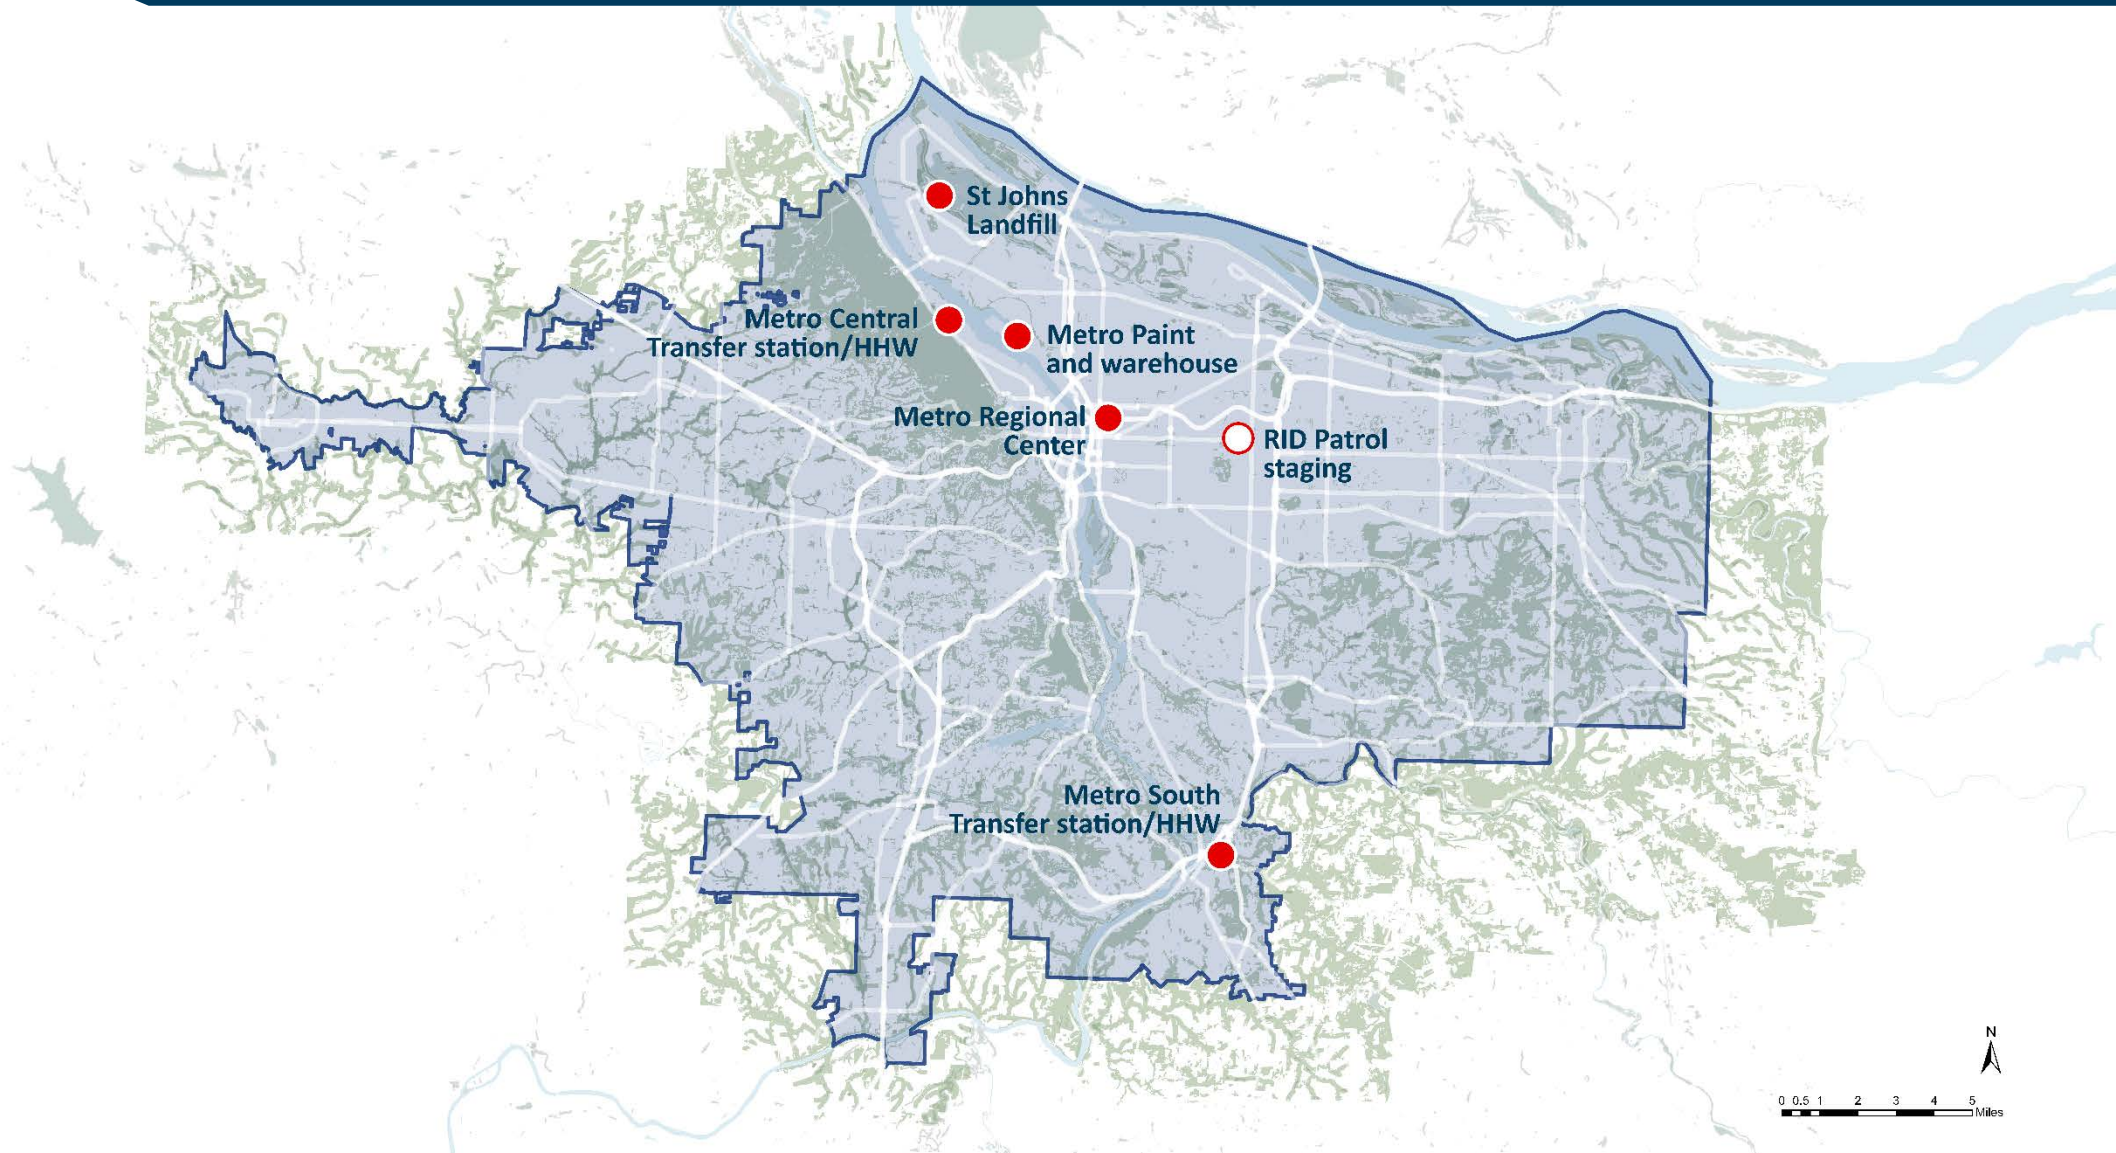 St Johns
Landfill
Metro Central
Transfer station/HHW
Metro Paint
and warehouse
Metro Regional
Center
RID Patrol
staging
Metro South
Transfer station/HHW
N
0 0.5 1 2 3 4 5
Miles